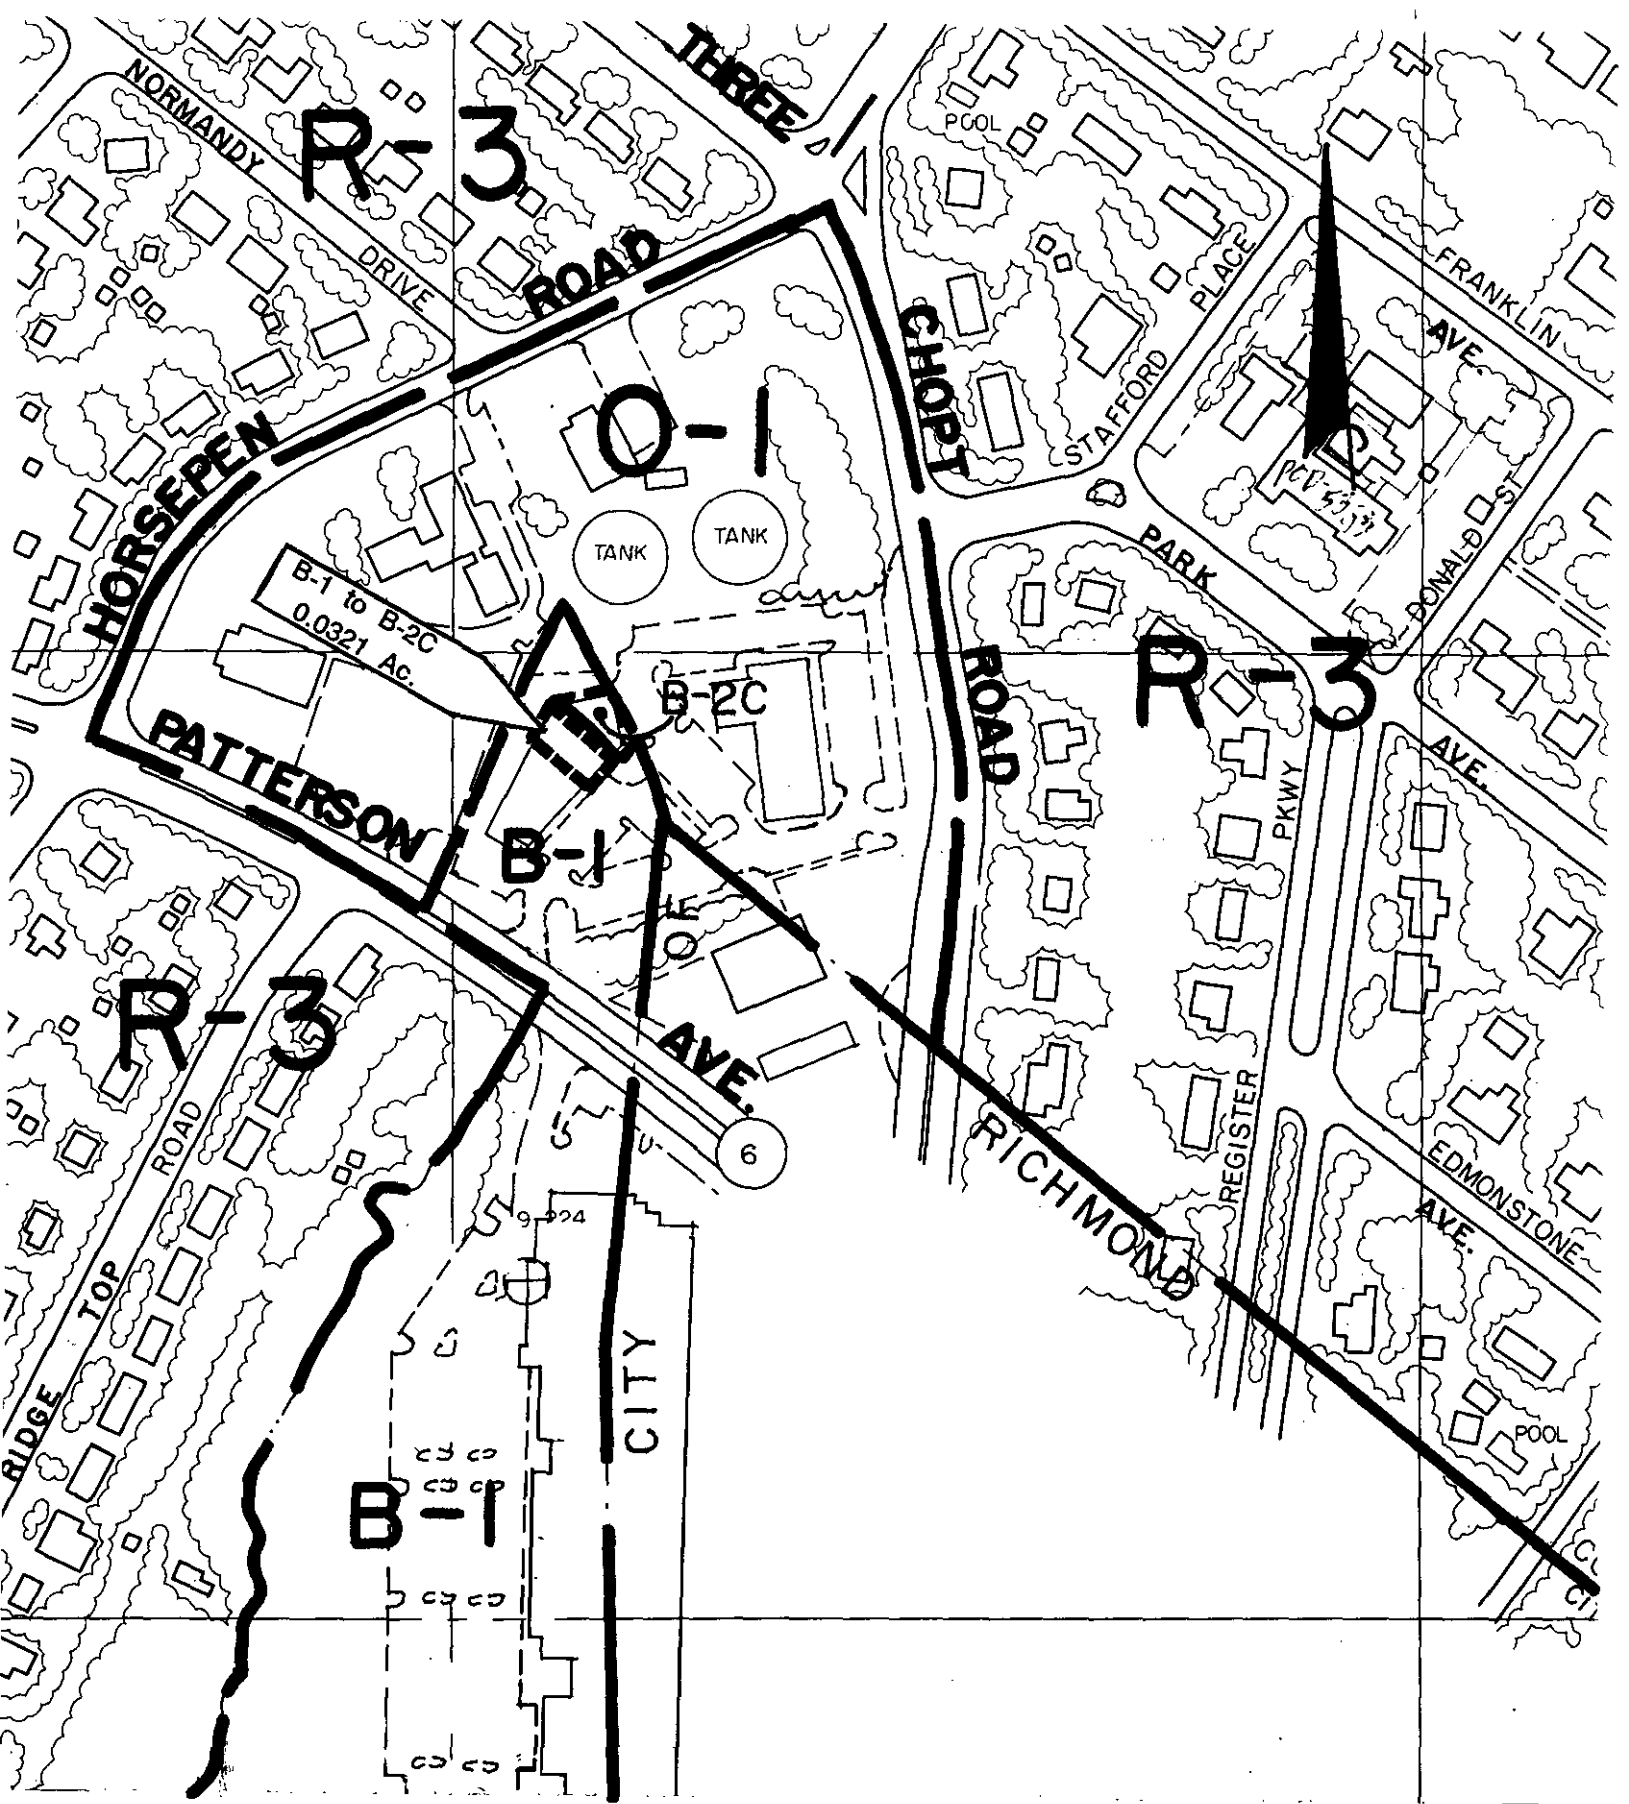 THREE
NORMANDY
DRIVE
R-3
POOL
ROAD
PLACE
STAFFORD
FRANKLIN
AVE.
CHOPT
O-1
HORSEPEN
TANK
TANK
PARK
DONALD ST
B-1 to B-2C
0.0321 Ac.
R-3
B-2C
ROAD
PATTERSON
PKWY
AVE.
B-1
OF
R-3
AVE.
6
RICHMOND
REGISTER
ROAD
EDMONSTONE
AVE.
TOP
RIDGE
CITY
POOL
B-1